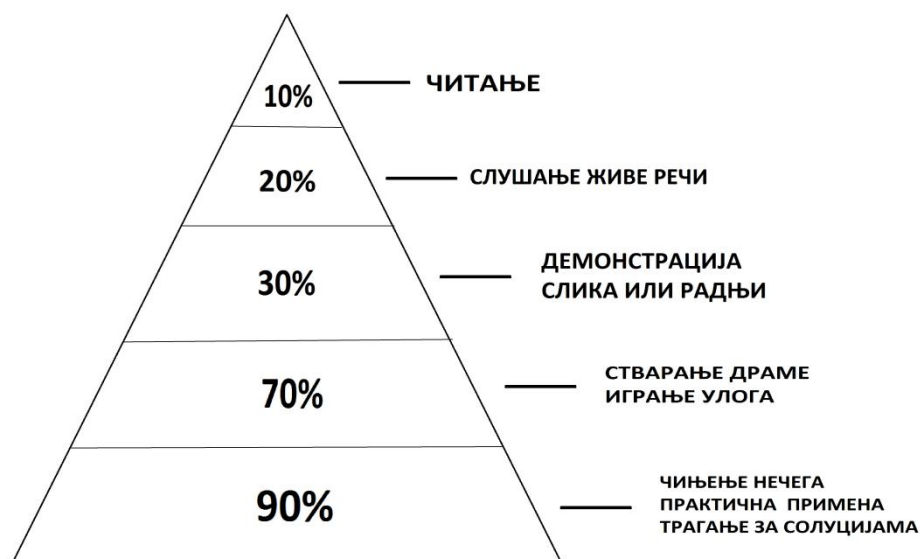 10%
ЧИТАЊЕ
20%
СЛУШАЊЕ ЖИВЕ РЕЧИ
30%
ДЕМОНСТРАЦИЈА
СЛИКА ИЛИ РАДЊИ
70%
СТВАРАЊЕ ДРАМЕ
ИГРАЊЕ УЛОГА
90%
ЧИЊЕЊЕ НЕЧЕГА
ПРАКТИЧНА ПРИМЕНА
ТРАГАЊЕ ЗА СОЛУЦИЈАМА